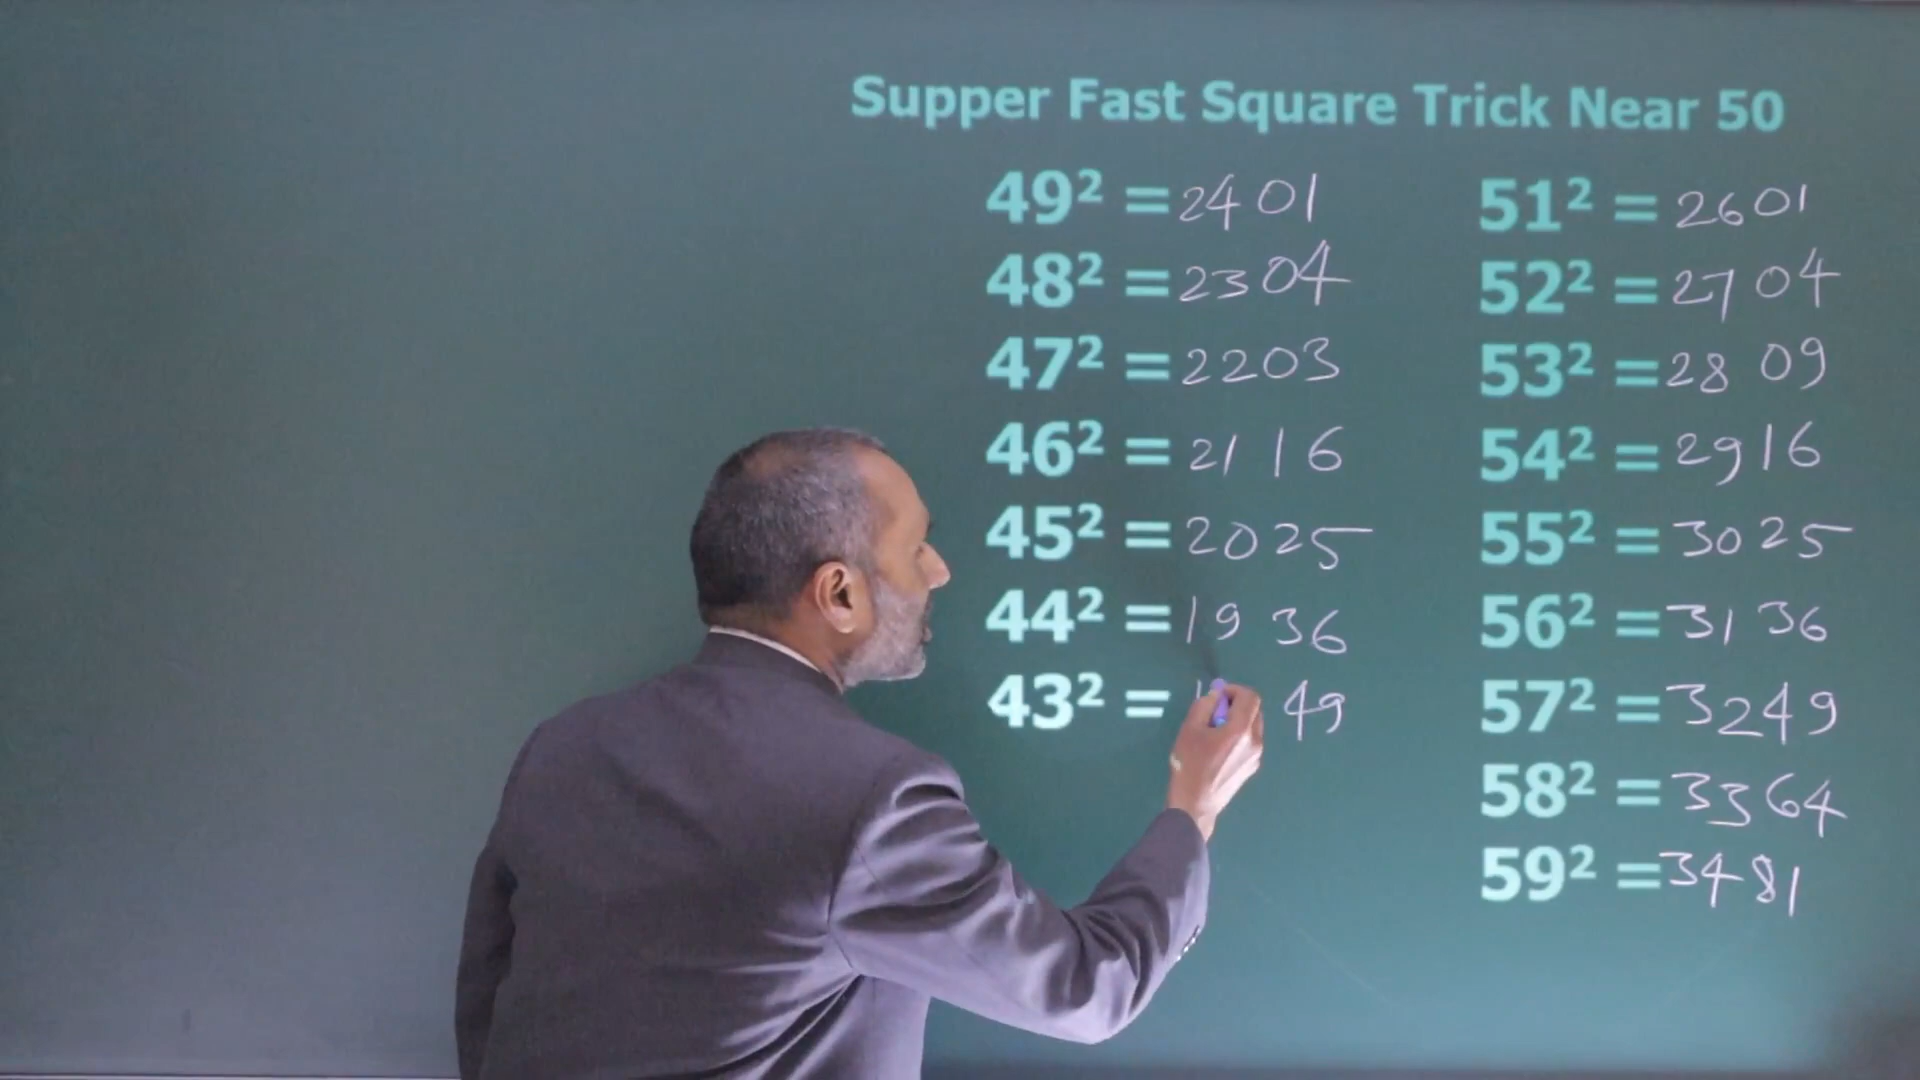 Supper Fast Square Trick Near 50
49² = 2401
48² = 2304
47² = 2203
46² = 2116
45² = 2025
44² = 1936
43² = 1 49
51² = 2601
52² = 2704
53² = 2809
54² = 2916
55² = 3025
56² = 3136
57² = 3249
58² = 3364
59² = 3481